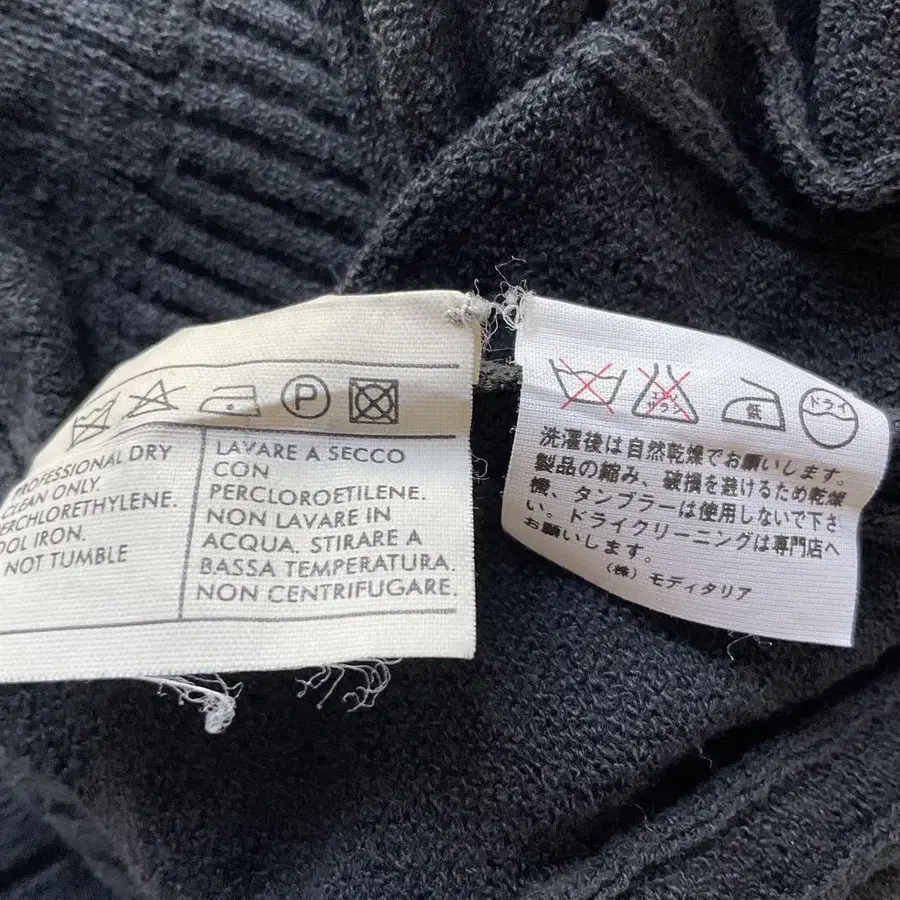 P
PROFESSIONAL DRY
CLEAN ONLY.
PERCHLORETHYLENE.
OOL IRON.
NOT TUMBLE
LAVARE A SECCO
CON
PERCLOROETILENE.
NON LAVARE IN
ACQUA. STIRARE A
BASSA TEMPERATURA.
NON CENTRIFUGARE.
低
ドライ
洗濯後は自然乾燥でお願いします。
製品の縮み、破損を避けるため乾燥
機、タンブラーは使用しないで下さ
い。ドライクリーニングは専門店へ
お願いします。
(株) モディタリア